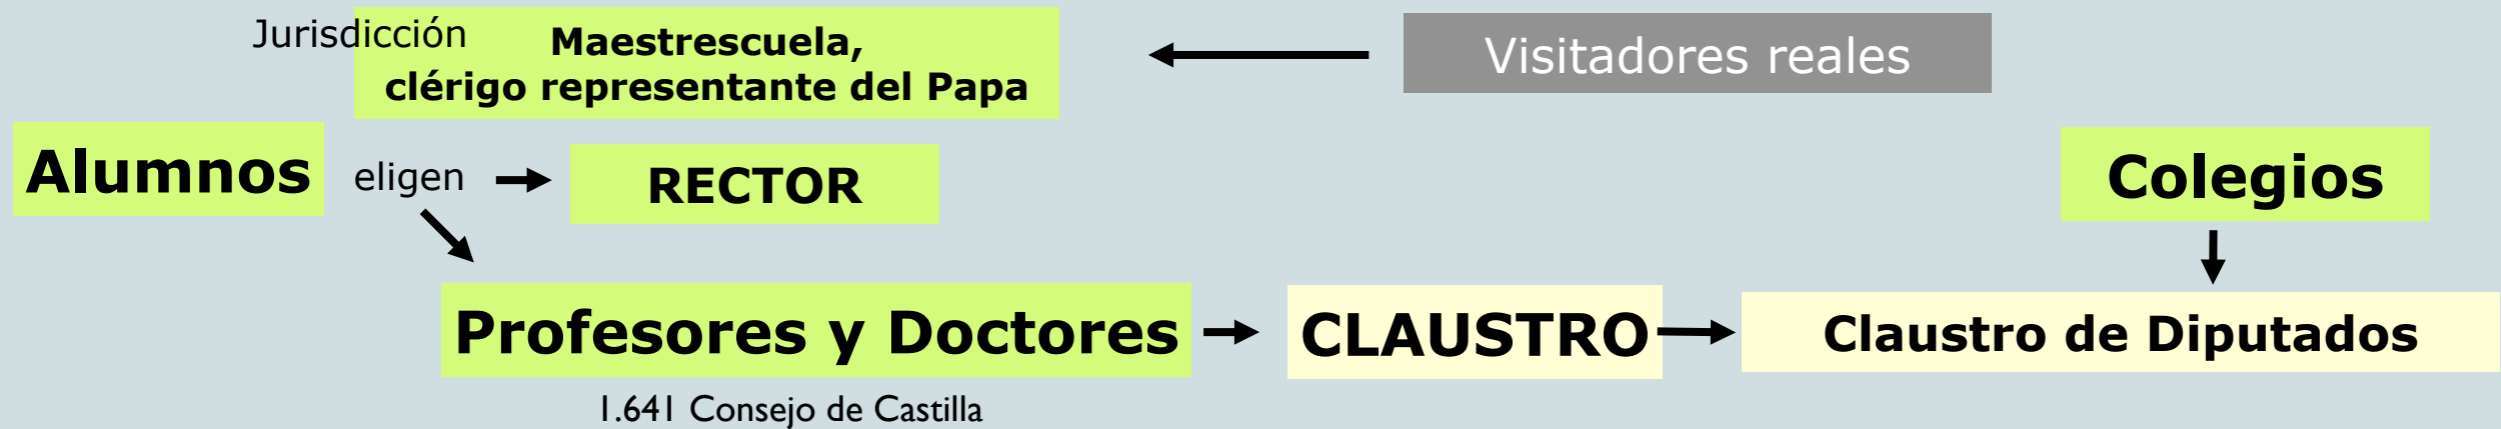 Jurisdicción
Maestrescuela,
clérigo representante del Papa
Visitadores reales
Alumnos
eligen
RECTOR
Colegios
Profesores y Doctores
CLAUSTRO
Claustro de Diputados
1.641 Consejo de Castilla